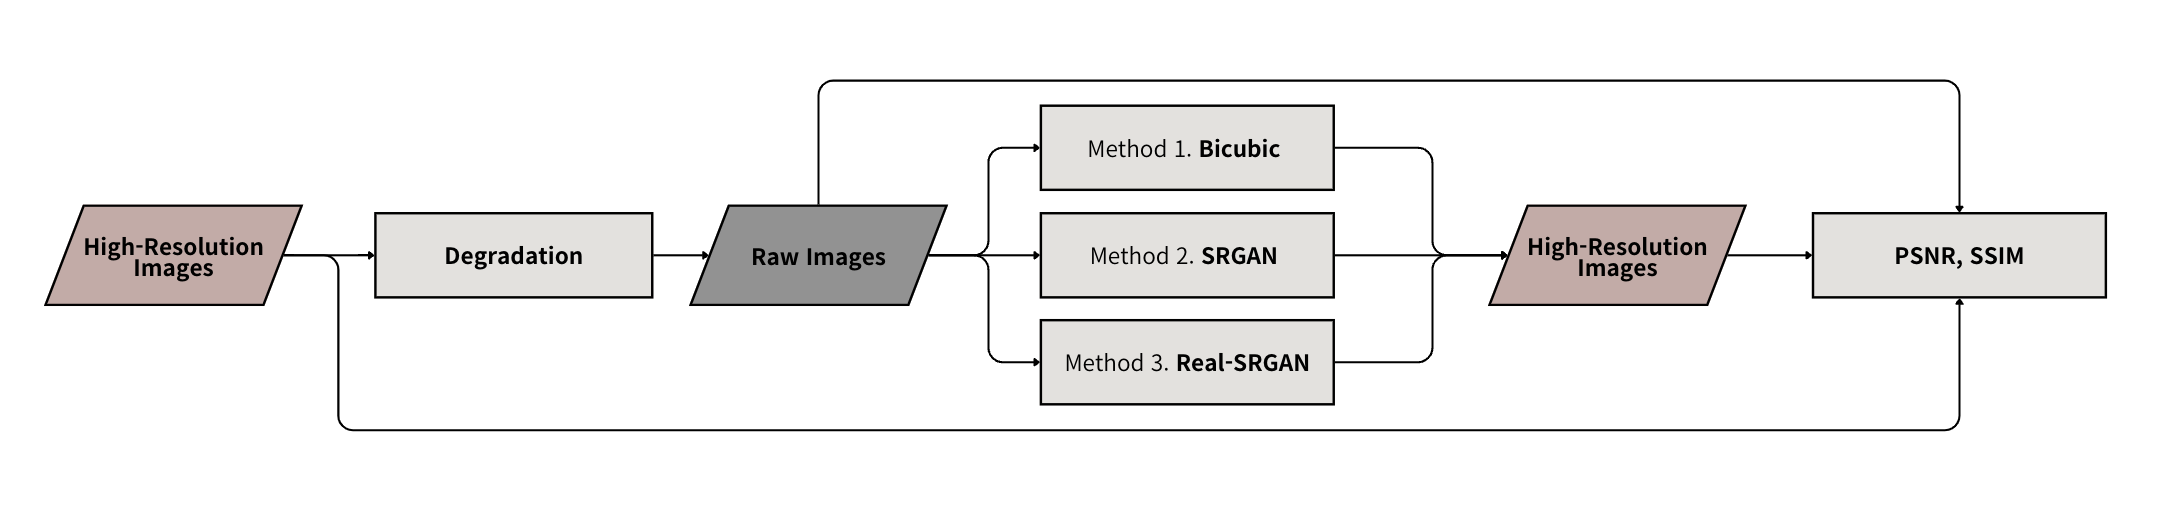 High-Resolution
Images
Degradation
Raw Images
Method 1. Bicubic
Method 2. SRGAN
Method 3. Real-SRGAN
High-Resolution
Images
PSNR, SSIM